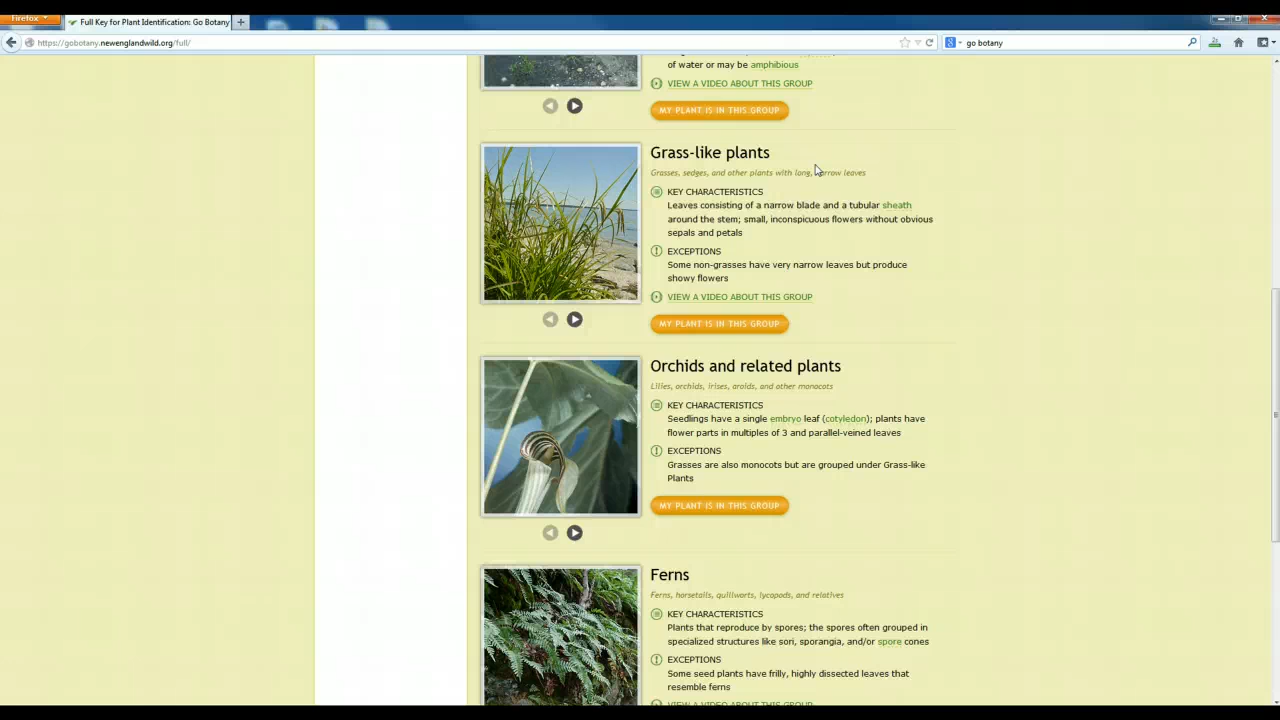 Firefox
Full Key for Plant Identification: Go Botany
https://gobotany.newenglandwild.org/full/
go botany
of water or may be amphibious
VIEW A VIDEO ABOUT THIS GROUP
MY PLANT IS IN THIS GROUP
Grass-like plants
Grasses, sedges, and other plants with long, narrow leaves
KEY CHARACTERISTICS
Leaves consisting of a narrow blade and a tubular sheath
around the stem; small, inconspicuous flowers without obvious
sepals and petals
EXCEPTIONS
Some non-grasses have very narrow leaves but produce
showy flowers
VIEW A VIDEO ABOUT THIS GROUP
MY PLANT IS IN THIS GROUP
Orchids and related plants
Lilies, orchids, irises, aroids, and other monocots
KEY CHARACTERISTICS
Seedlings have a single embryo leaf (cotyledon); plants have
flower parts in multiples of 3 and parallel-veined leaves
EXCEPTIONS
Grasses are also monocots but are grouped under Grass-like
Plants
MY PLANT IS IN THIS GROUP
Ferns
Ferns, horsetails, quillworts, lycopods, and relatives
KEY CHARACTERISTICS
Plants that reproduce by spores; the spores often grouped in
specialized structures like sori, sporangia, and/or spore cones
EXCEPTIONS
Some seed plants have frilly, highly dissected leaves that
resemble ferns
VIEW A VIDEO ABOUT THIS GROUP